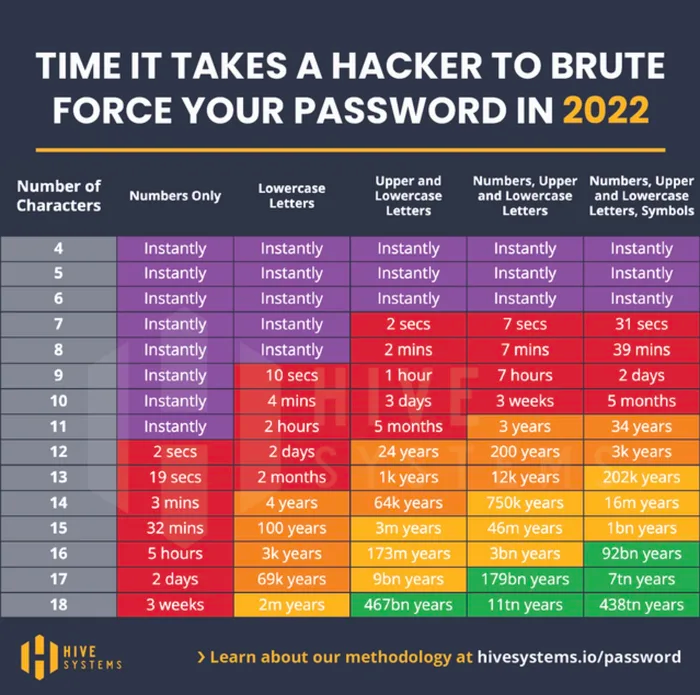 TIME IT TAKES A HACKER TO BRUTE
FORCE YOUR PASSWORD IN 2022
Number of Characters Numbers Only Lowercase Letters Upper and Lowercase Letters Numbers, Upper and Lowercase Letters Numbers, Upper and Lowercase Letters, Symbols
4 Instantly Instantly Instantly Instantly Instantly
5 Instantly Instantly Instantly Instantly Instantly
6 Instantly Instantly Instantly Instantly Instantly
7 Instantly Instantly 2 secs 7 secs 31 secs
8 Instantly Instantly 2 mins 7 mins 39 mins
9 Instantly 10 secs 1 hour 7 hours 2 days
10 Instantly 4 mins 3 days 3 weeks 5 months
11 Instantly 2 hours 5 months 3 years 34 years
12 2 secs 2 days 24 years 200 years 3k years
13 19 secs 2 months 1k years 12k years 202k years
14 3 mins 4 years 64k years 750k years 16m years
15 32 mins 100 years 3m years 46m years 1bn years
16 5 hours 3k years 173m years 3bn years 92bn years
17 2 days 69k years 9bn years 179bn years 7tn years
18 3 weeks 2m years 467bn years 11tn years 438tn years
HIVE
SYSTEMS
HIVE
SYSTEMS
› Learn about our methodology at hivesystems.io/password